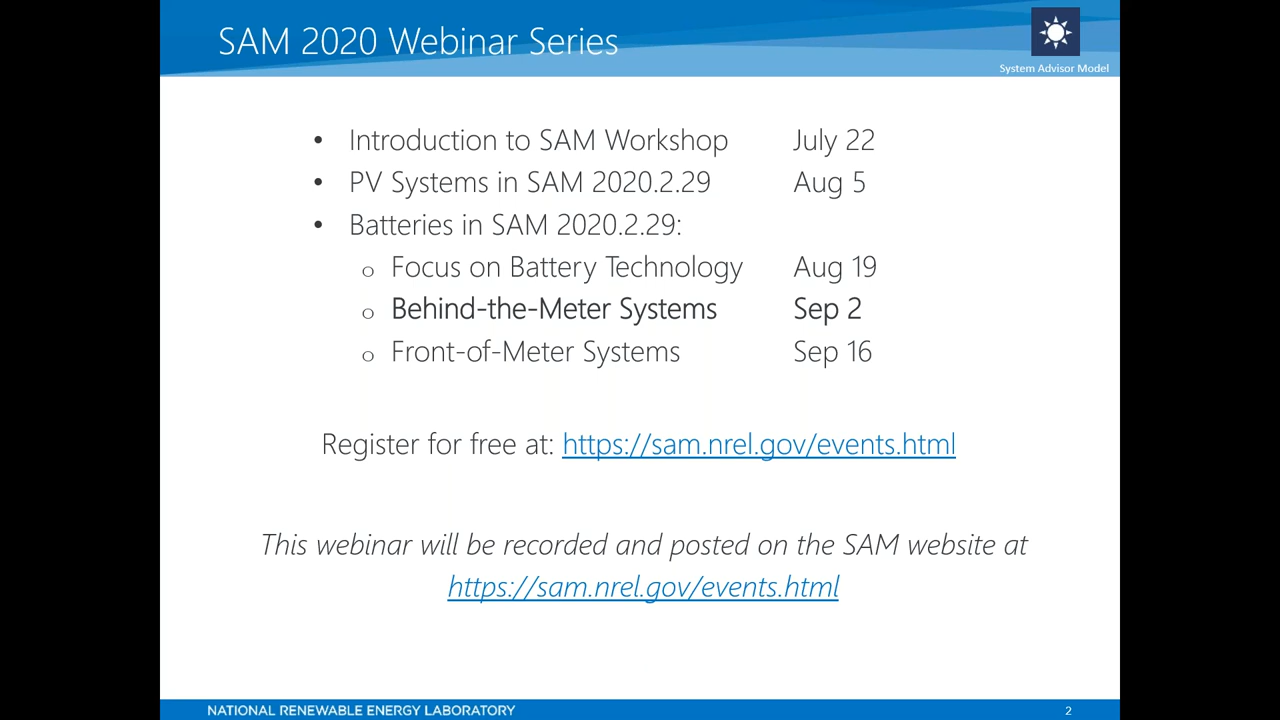 SAM 2020 Webinar Series
System Advisor Model
• Introduction to SAM Workshop July 22
• PV Systems in SAM 2020.2.29 Aug 5
• Batteries in SAM 2020.2.29:
o Focus on Battery Technology Aug 19
o Behind-the-Meter Systems Sep 2
o Front-of-Meter Systems Sep 16
Register for free at: https://sam.nrel.gov/events.html
This webinar will be recorded and posted on the SAM website at
https://sam.nrel.gov/events.html
NATIONAL RENEWABLE ENERGY LABORATORY 2